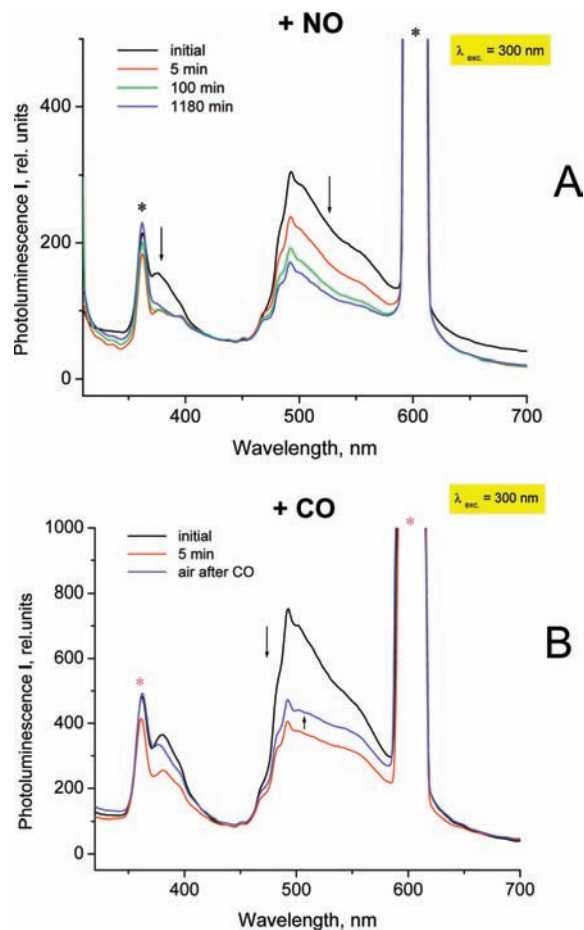 + NO
λ exc. = 300 nm
initial
5 min
100 min
1180 min
*
*
A
Photoluminescence I, rel. units
400
200
0
400
500
600
700
Wavelength, nm
+ CO
λ exc. = 300 nm
initial
5 min
air after CO
*
*
B
Photoluminescence I, rel.units
1000
800
600
400
200
0
400
500
600
700
Wavelength, nm